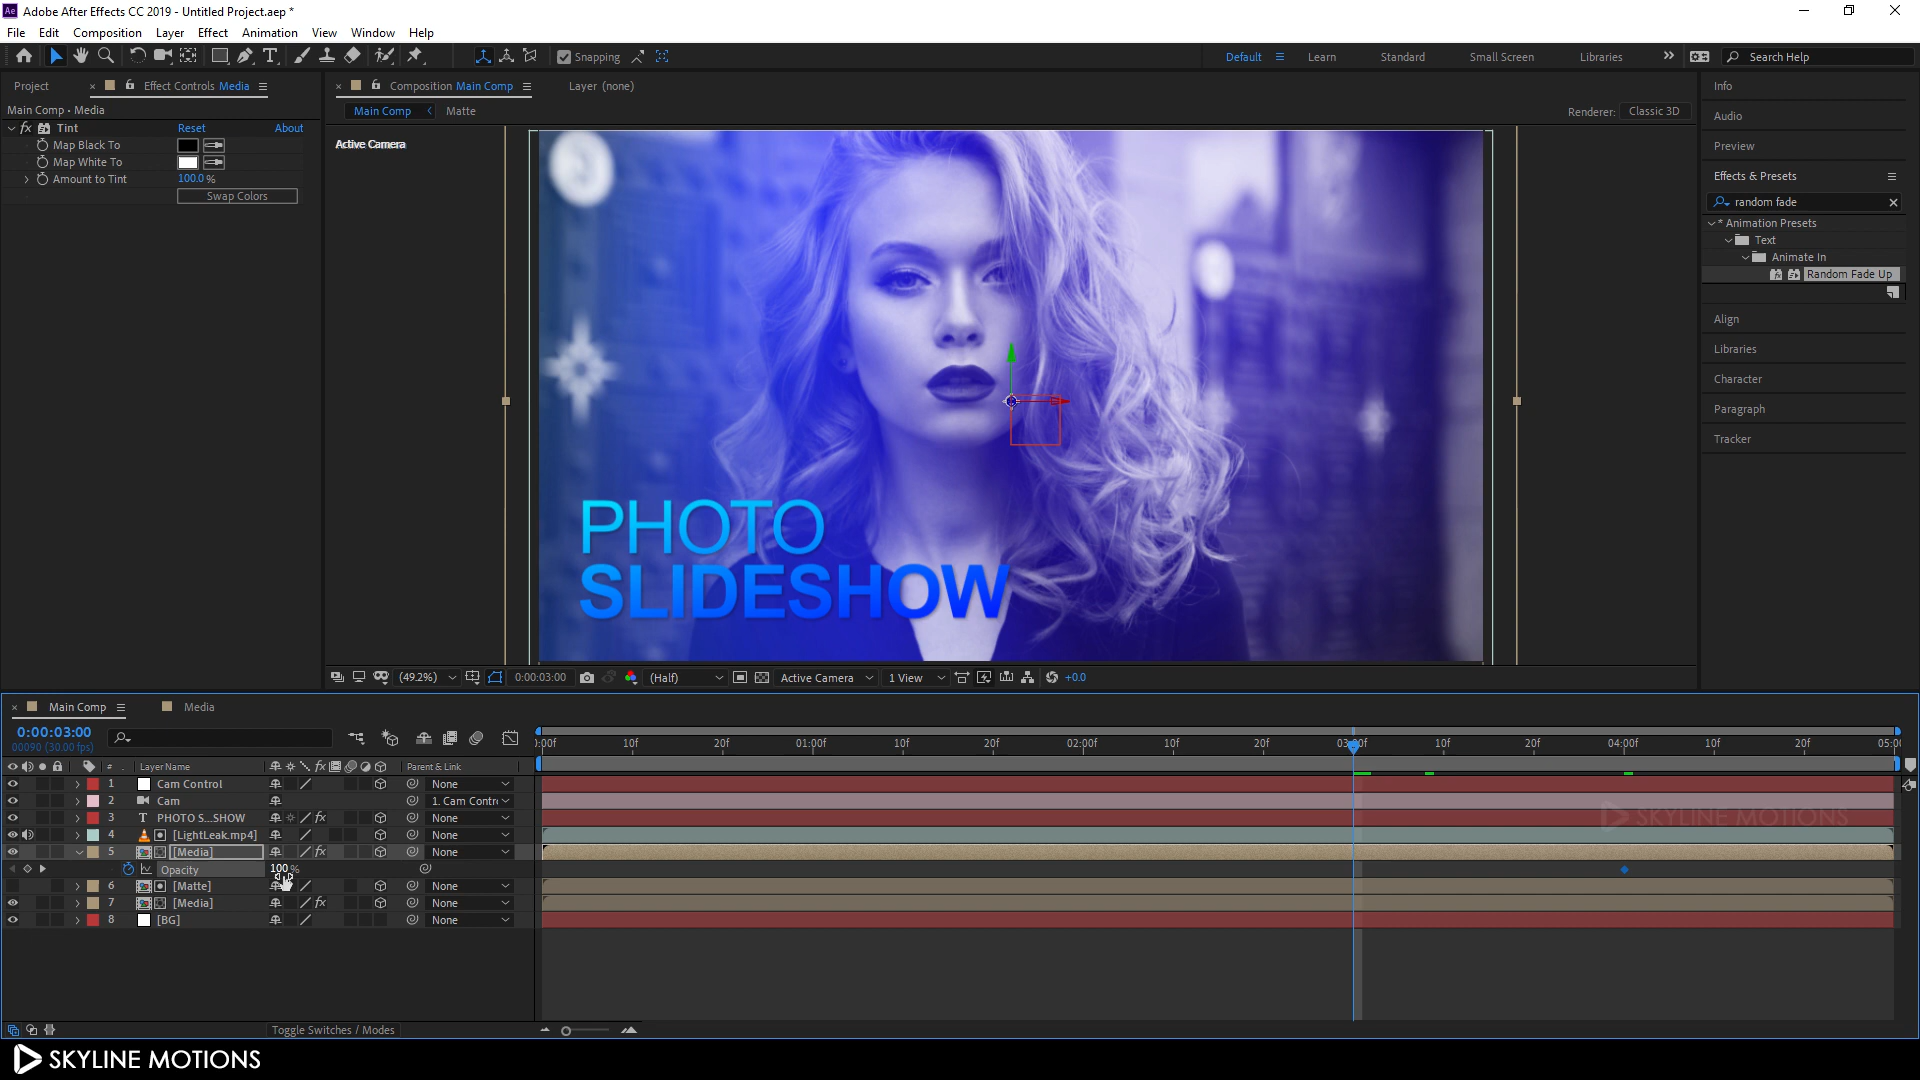 Ae Adobe After Effects CC 2019 - Untitled Project.aep *
File Edit Composition Layer Effect Animation View Window Help
Snapping Default Learn Standard Small Screen Libraries Search Help
Project Effect Controls Media
Main Comp • Media
fx Tint Reset About
Map Black To
Map White To
Amount to Tint 100.0 %
Swap Colors
Composition Main Comp Layer (none)
Main Comp Matte Renderer: Classic 3D
Active Camera
PHOTO
SLIDESHOW
(49.2%) 0:00:03:00 (Half) Active Camera 1 View +0.0
Info
Audio
Preview
Effects & Presets
random fade
* Animation Presets
Text
Animate In
Random Fade Up
Align
Libraries
Character
Paragraph
Tracker
Main Comp Media
0:00:03:00
00090 (30.00 fps)
):00f 10f 20f 01:00f 10f 20f 02:00f 10f 20f 03:00f 10f 20f 04:00f 10f 20f 05:00
# Layer Name fx Parent & Link
1 Cam Control None
2 Cam 1. Cam Contro
3 T PHOTO S...SHOW fx None
4 [LightLeak.mp4] None
5 [Media] fx None
Opacity 100 %
6 [Matte] None
7 [Media] fx None
8 [BG] None
SKYLINE MOTIONS
Toggle Switches / Modes
SKYLINE MOTIONS